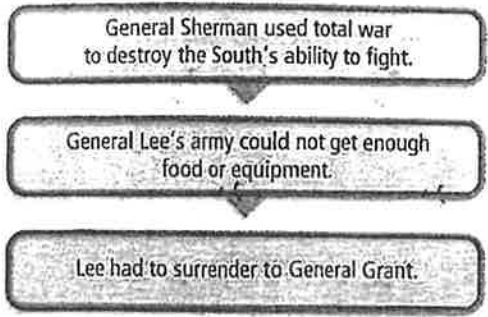 General Sherman used total war
to destroy the South's ability to fight.
General Lee's army could not get enough
food or equipment.
Lee had to surrender to General Grant.